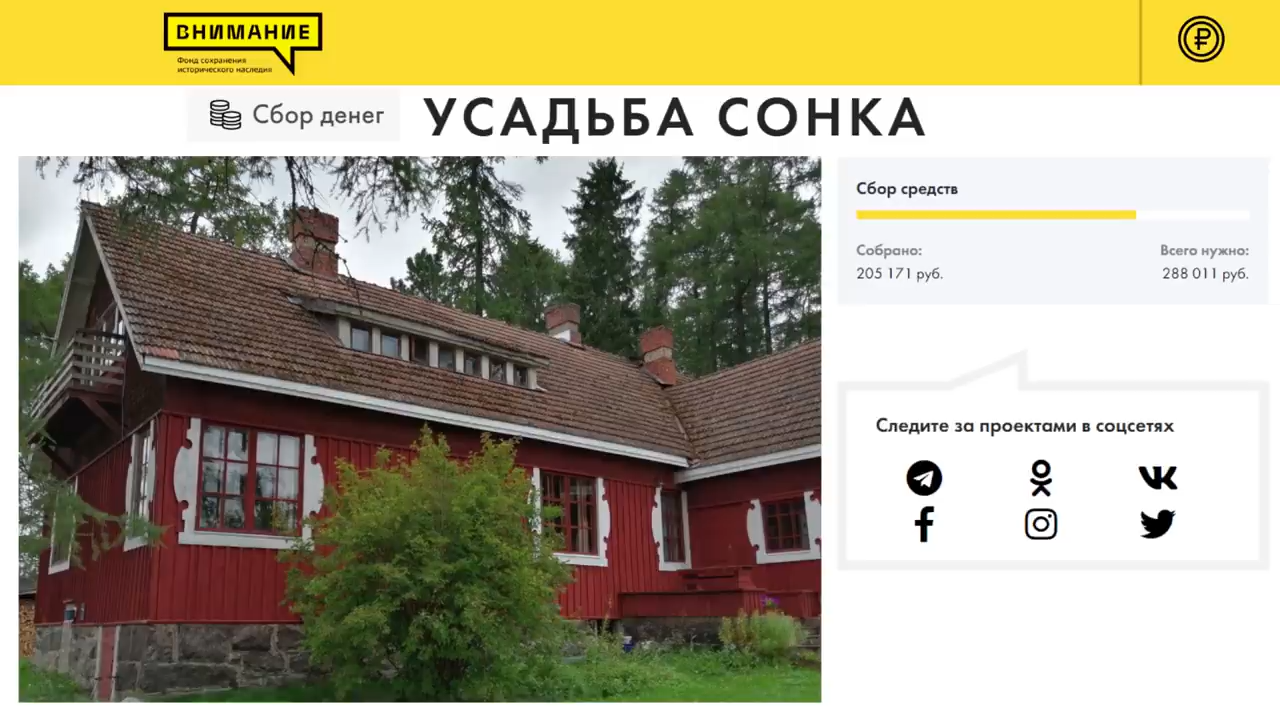 ВНИМАНИЕ
Фонд сохранения
исторического наследия
₽
Сбор денег
УСАДЬБА СОНКА
Сбор средств
Собрано:
Всего нужно:
205 171 руб.
288 011 руб.
Следите за проектами в соцсетях